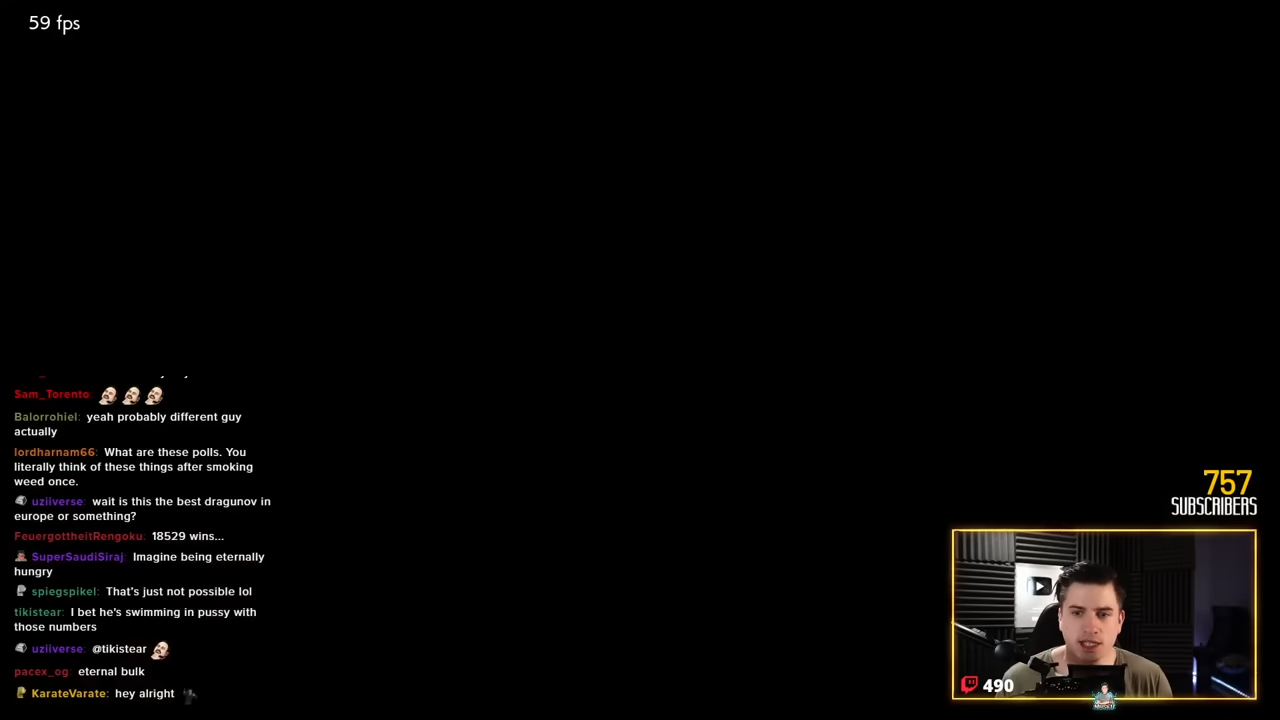 59 fps
Sam_Torento:
Balorrohiel: yeah probably different guy
actually
lordharnam66: What are these polls. You
literally think of these things after smoking
weed once.
uziiverse: wait is this the best dragunov in
europe or something?
FeuergottheitRengoku: 18529 wins...
SuperSaudiSiraj: Imagine being eternally
hungry
spiegspikel: That's just not possible lol
tikistear: I bet he's swimming in pussy with
those numbers
uziiverse: @tikistear
pacex_og: eternal bulk
KarateVarate: hey alright
757
SUBSCRIBERS
490